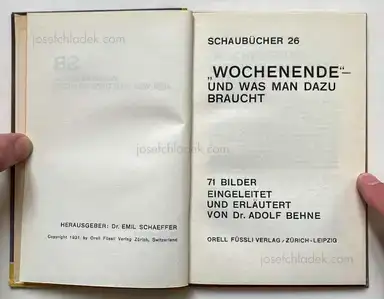 josefchladek.com
HERAUSGEBER: Dr. EMIL SCHAEFFER
Copyright 1931 by Orell Füssli Verlag Zürich, Switzerland
josefchladek.com
SCHAUBÜCHER 26
„WOCHENENDE"-
UND WAS MAN DAZU
BRAUCHT
josefchladek.com
71 BILDER
EINGELEITET
UND ERLÄUTERT
VON Dr. ADOLF BEHNE
ORELL FÜSSLI VERLAG · ZÜRICH-LEIPZIG
josefchladek.com